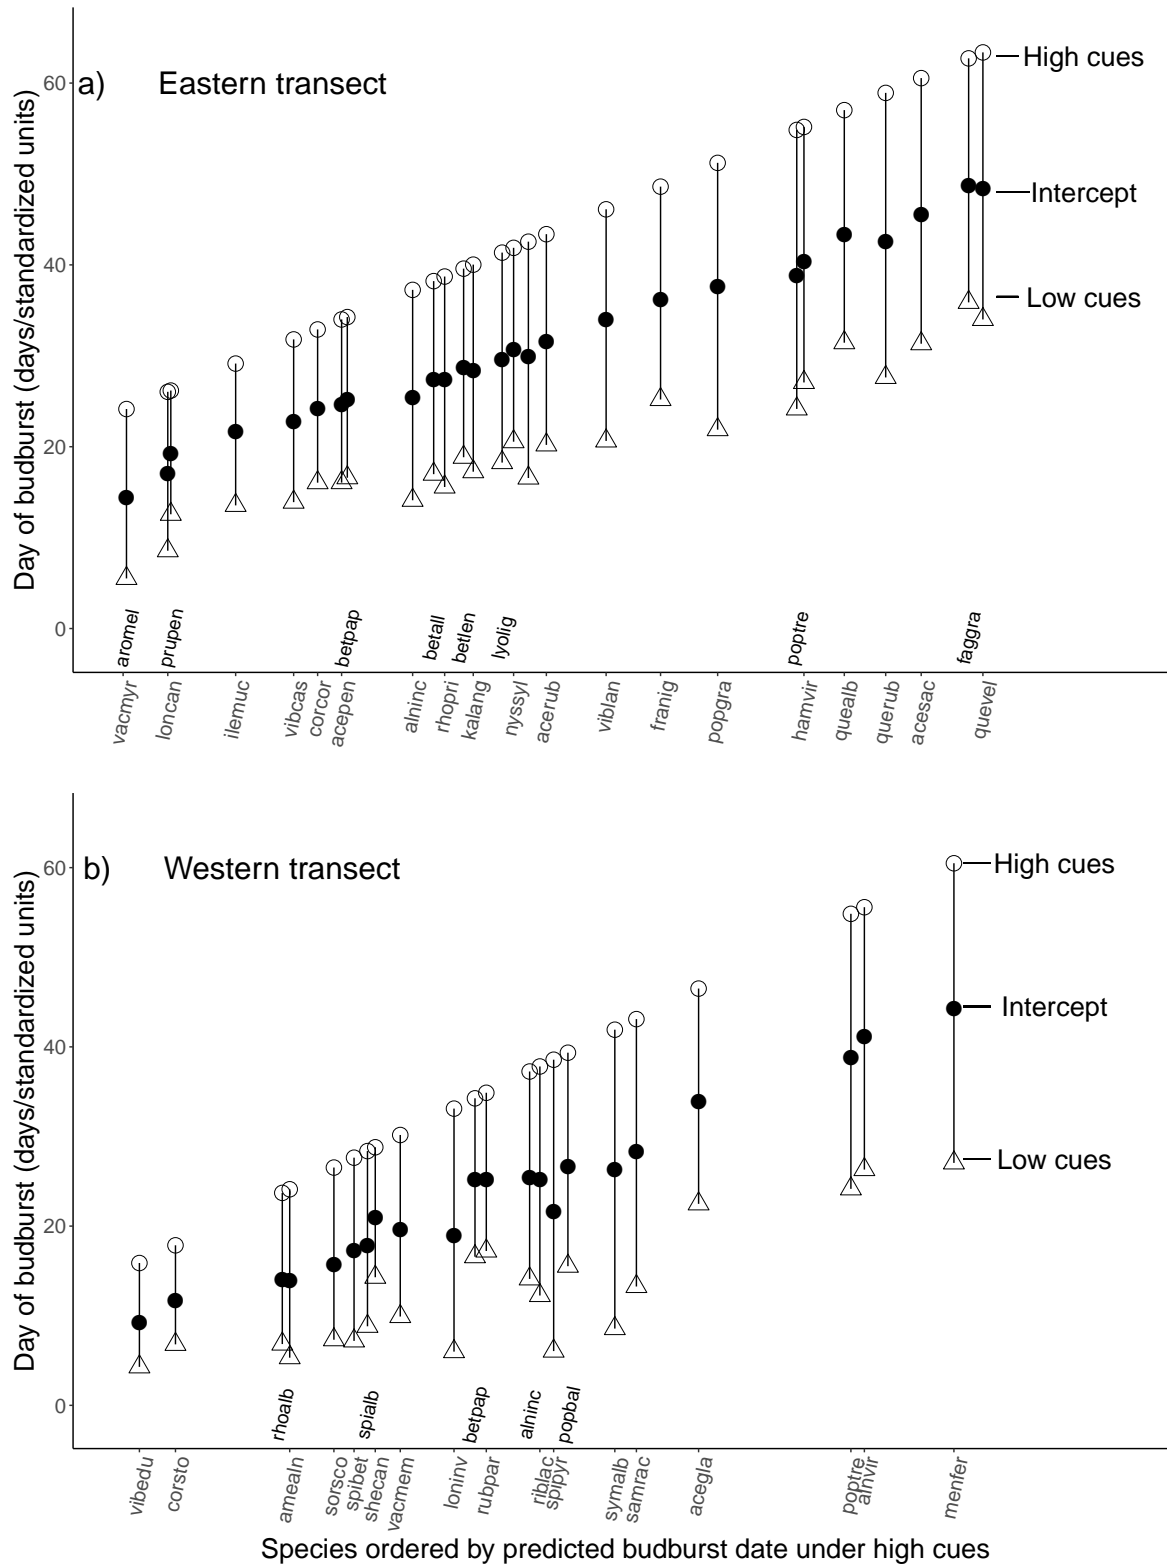 a) Eastern transect
High cues
Intercept
Low cues
Day of budburst (days/standardized units)
60
40
20
0
aromel prupen betpap betall betlen lyolig poptre faggra
vacmyr loncan ilemuc vibcas corcor acepen alninc rhopri kalang nyssyl acerub viblan franig popgra hamvir quealb querub acesac quevel
b) Western transect
High cues
Intercept
Low cues
Day of budburst (days/standardized units)
60
40
20
0
rhoalb spialb betpap alninc popbal
vibedu corsto amealn sorsco spibet shecan vacmem loninv rubpar riblac spipyr symalb samrac acegla poptre alnvir menfer
Species ordered by predicted budburst date under high cues